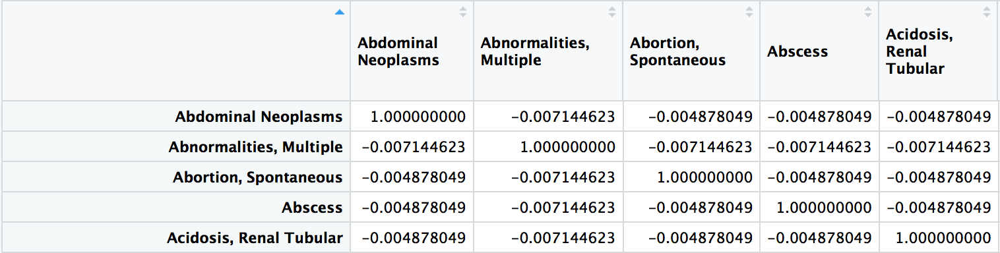 Abdominal Neoplasms Abnormalities, Multiple Abortion, Spontaneous Abscess Acidosis, Renal Tubular
Abdominal Neoplasms 1.000000000 −0.007144623 −0.004878049 −0.004878049 −0.004878049
Abnormalities, Multiple −0.007144623 1.000000000 −0.007144623 −0.007144623 −0.007144623
Abortion, Spontaneous −0.004878049 −0.007144623 1.000000000 −0.004878049 −0.004878049
Abscess −0.004878049 −0.007144623 −0.004878049 1.000000000 −0.004878049
Acidosis, Renal Tubular −0.004878049 −0.007144623 −0.004878049 −0.004878049 1.000000000